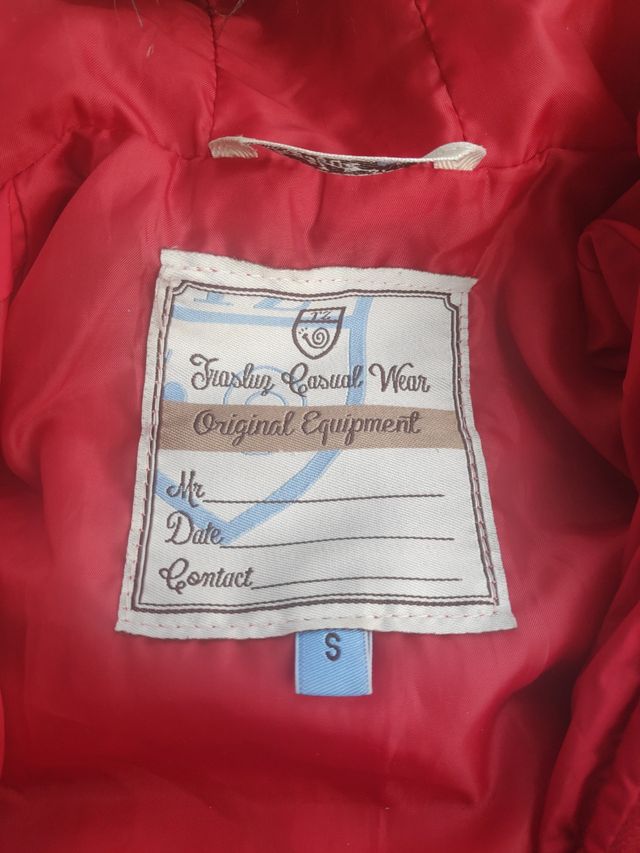 TZ
Trasluz Casual Wear
Original Equipment
Mr
Date
Contact
S